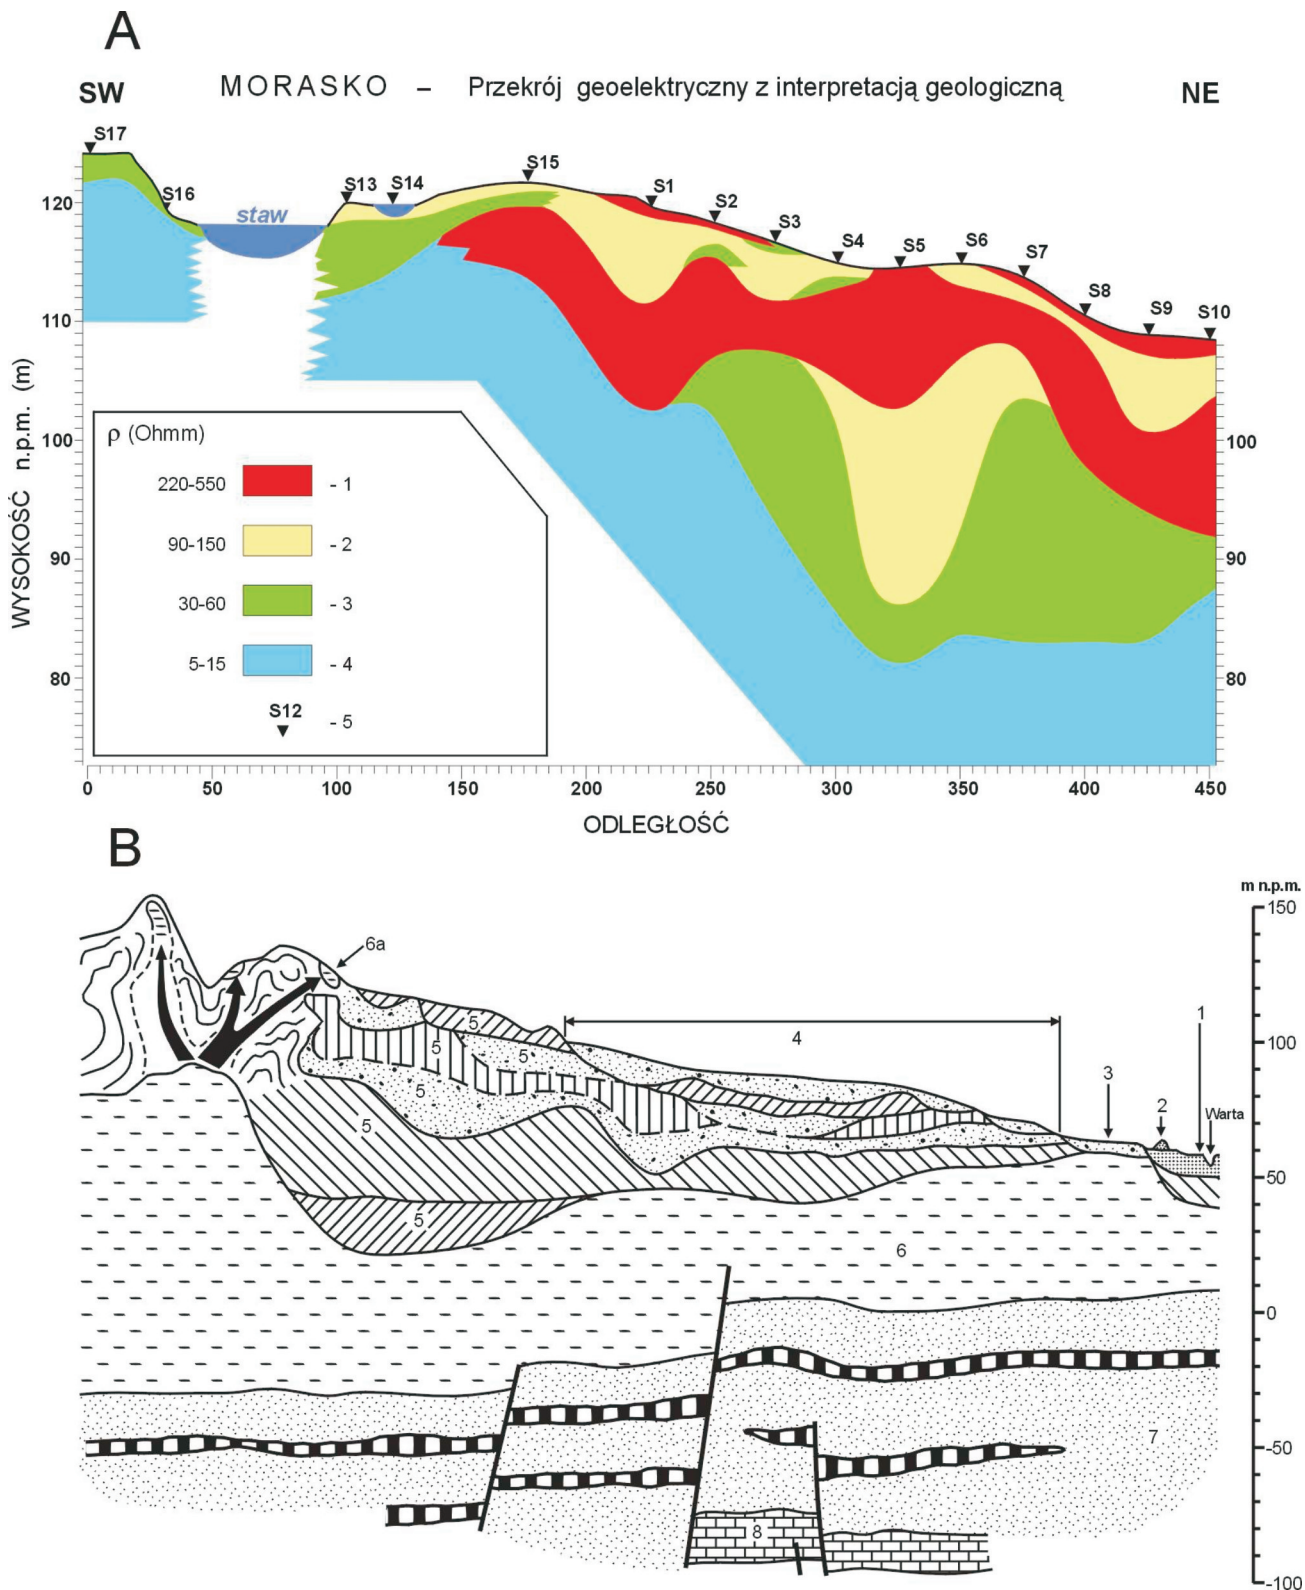 A
SW MORASKO – Przekrój geoelektryczny z interpretacją geologiczną NE
S17
S16
staw
S13 S14
S15
S1
S2
S3
S4
S5
S6
S7
S8
S9
S10
WYSOKOŚĆ n.p.m. (m)
120
110
100
90
80
100
90
80
ρ (Ohmm)
220-550 - 1
90-150 - 2
30-60 - 3
5-15 - 4
S12 - 5
0 50 100 150 200 250 300 350 400 450
ODLEGŁOŚĆ
B
m n.p.m.
150
100
50
0
-50
-100
6a
5
5
5
5
5
5
4
3
2
1
Warta
6
7
8